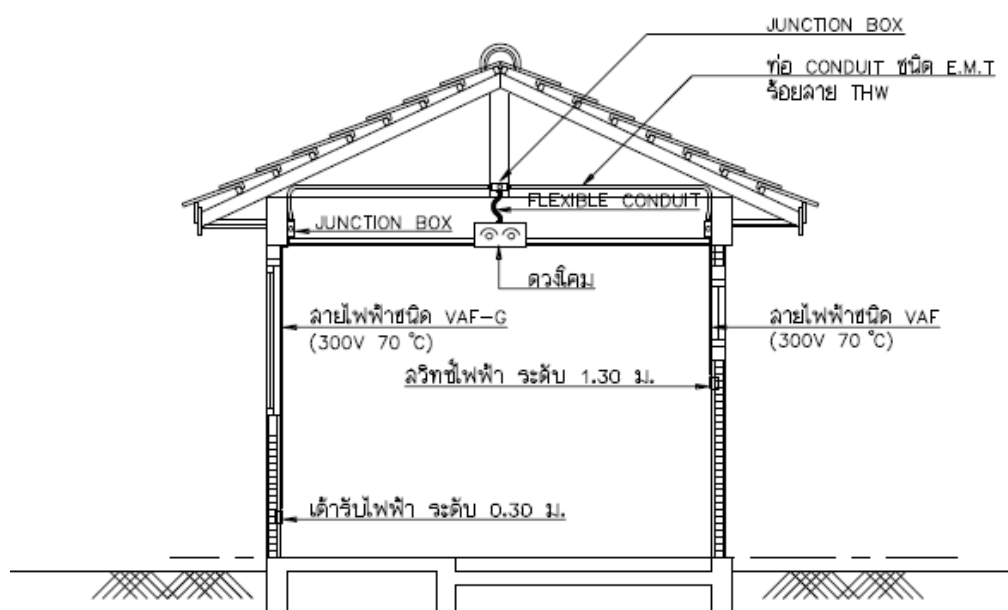 JUNCTION BOX
ท่อ CONDUIT ชนิด E.M.T
ร้อยสาย THW
FLEXIBLE CONDUIT
JUNCTION BOX
ดวงโคม
สายไฟฟ้าชนิด VAF-G
(300V 70 °C)
สายไฟฟ้าชนิด VAF
(300V 70 °C)
สวิทช์ไฟฟ้า ระดับ 1.30 ม.
เต้ารับไฟฟ้า ระดับ 0.30 ม.